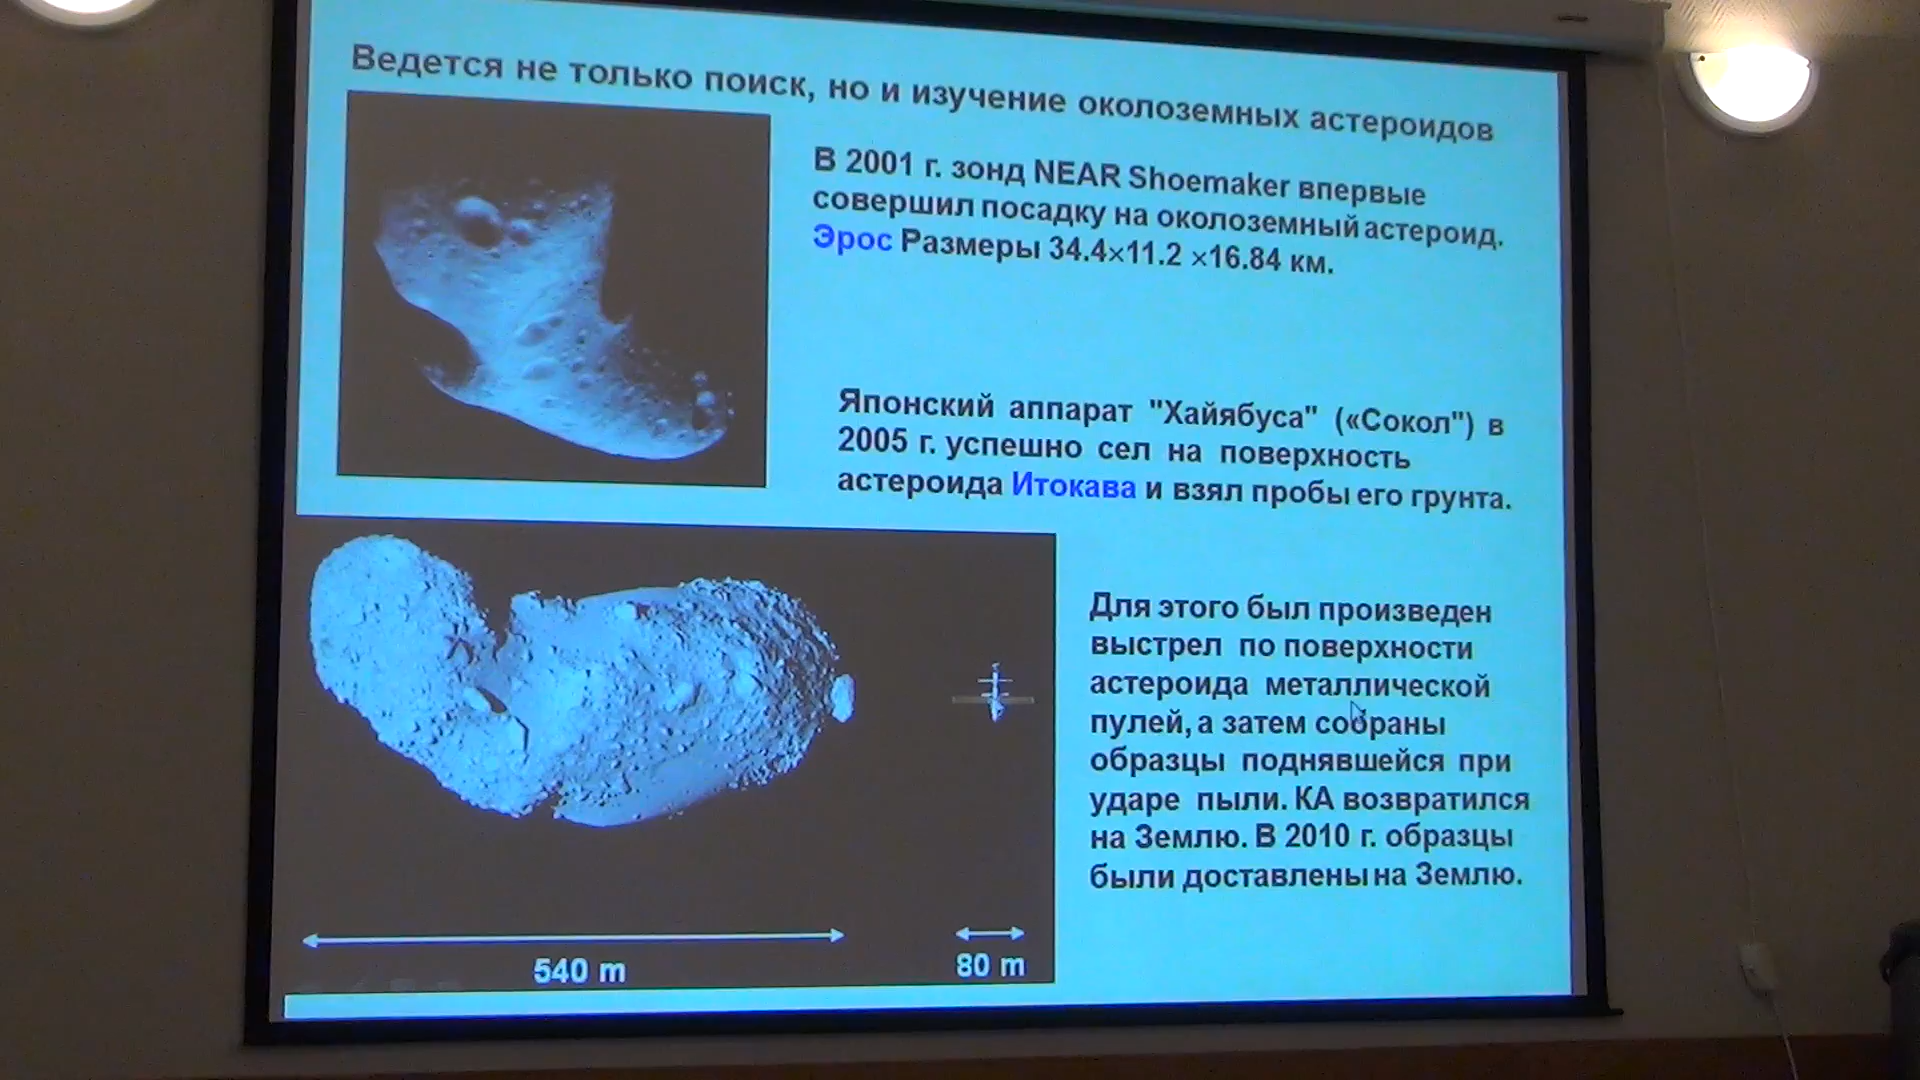 Ведется не только поиск, но и изучение околоземных астероидов
В 2001 г. зонд NEAR Shoemaker впервые
совершил посадку на околоземный астероид.
Эрос Размеры 34.4×11.2 ×16.84 км.
Японский аппарат "Хайябуса" («Сокол") в
2005 г. успешно сел на поверхность
астероида Итокава и взял пробы его грунта.
Для этого был произведен
выстрел по поверхности
астероида металлической
пулей, а затем собраны
образцы поднявшейся при
ударе пыли. КА возвратился
на Землю. В 2010 г. образцы
были доставлены на Землю.
540 m
80 m